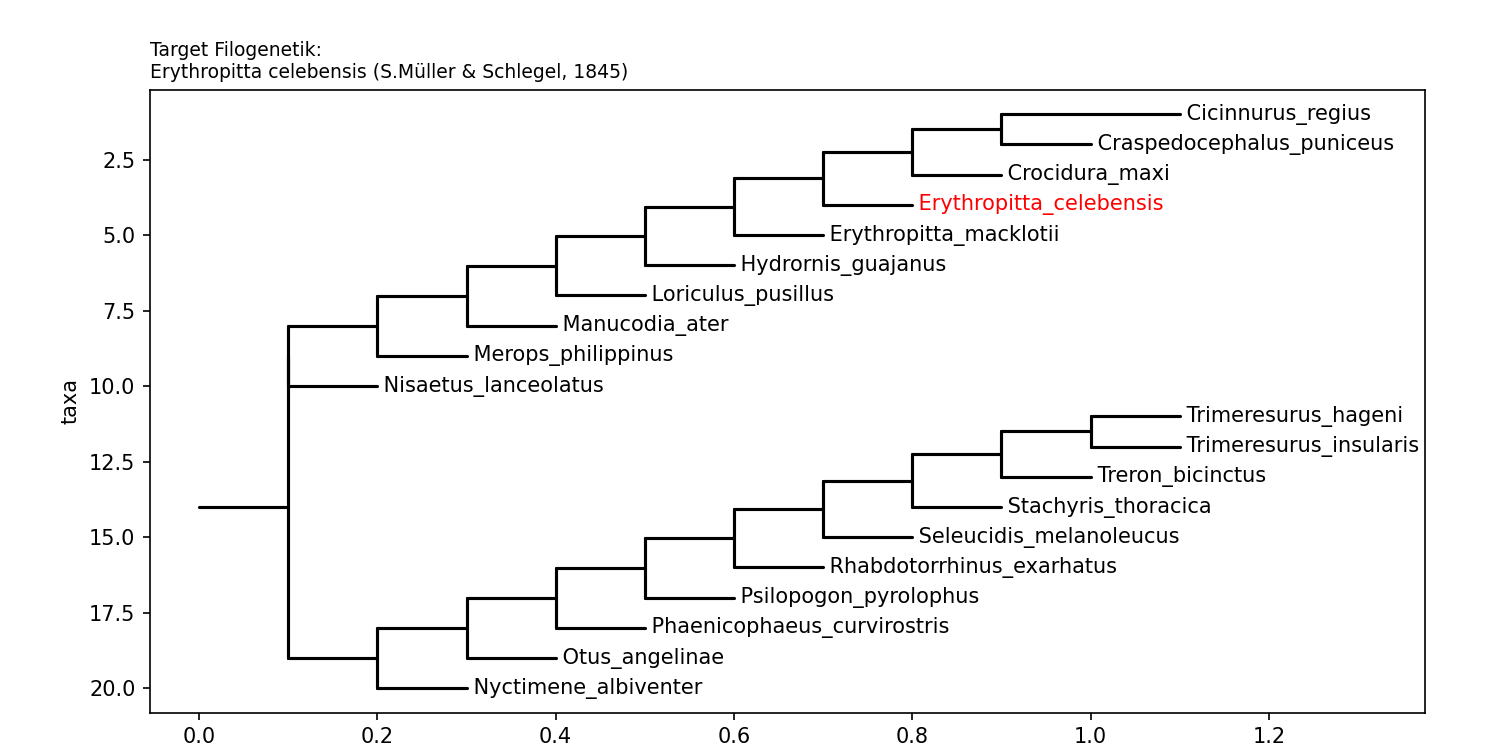 Target Filogenetik:
Erythropitta celebensis (S.Müller & Schlegel, 1845)
Cicinnurus_regius
Craspedocephalus_puniceus
2.5
Crocidura_maxi
Erythropitta_celebensis
5.0
Erythropitta_macklotii
Hydrornis_guajanus
7.5
Loriculus_pusillus
Manucodia_ater
Merops_philippinus
taxa
10.0
Nisaetus_lanceolatus
Trimeresurus_hageni
Trimeresurus_insularis
12.5
Treron_bicinctus
Stachyris_thoracica
15.0
Seleucidis_melanoleucus
Rhabdotorrhinus_exarhatus
17.5
Psilopogon_pyrolophus
Phaenicophaeus_curvirostris
Otus_angelinae
20.0
Nyctimene_albiventer
0.0 0.2 0.4 0.6 0.8 1.0 1.2